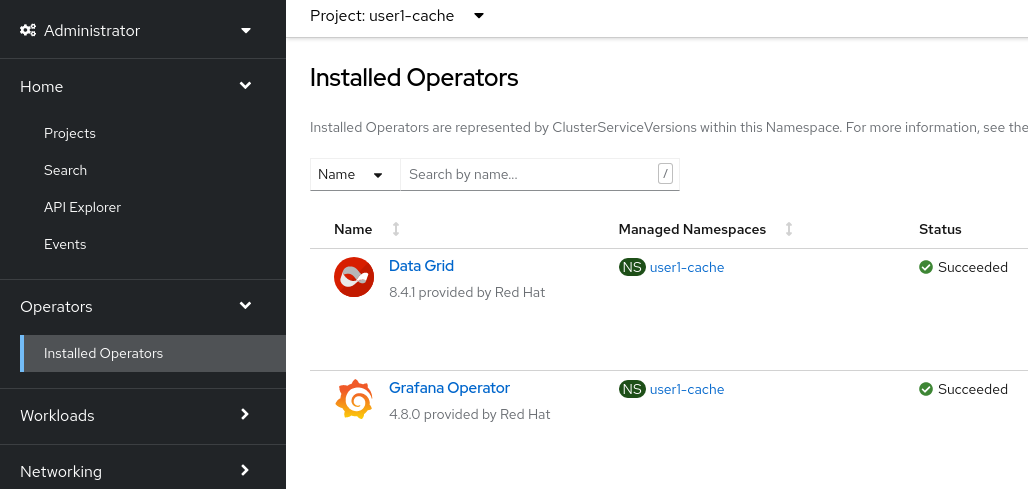 Administrator
Home
Projects
Search
API Explorer
Events
Operators
Installed Operators
Workloads
Networking
Project: user1-cache
Installed Operators
Installed Operators are represented by ClusterServiceVersions within this Namespace. For more information, see the
Name Search by name... /
Name Managed Namespaces Status
Data Grid NS user1-cache Succeeded
8.4.1 provided by Red Hat
Grafana Operator NS user1-cache Succeeded
4.8.0 provided by Red Hat